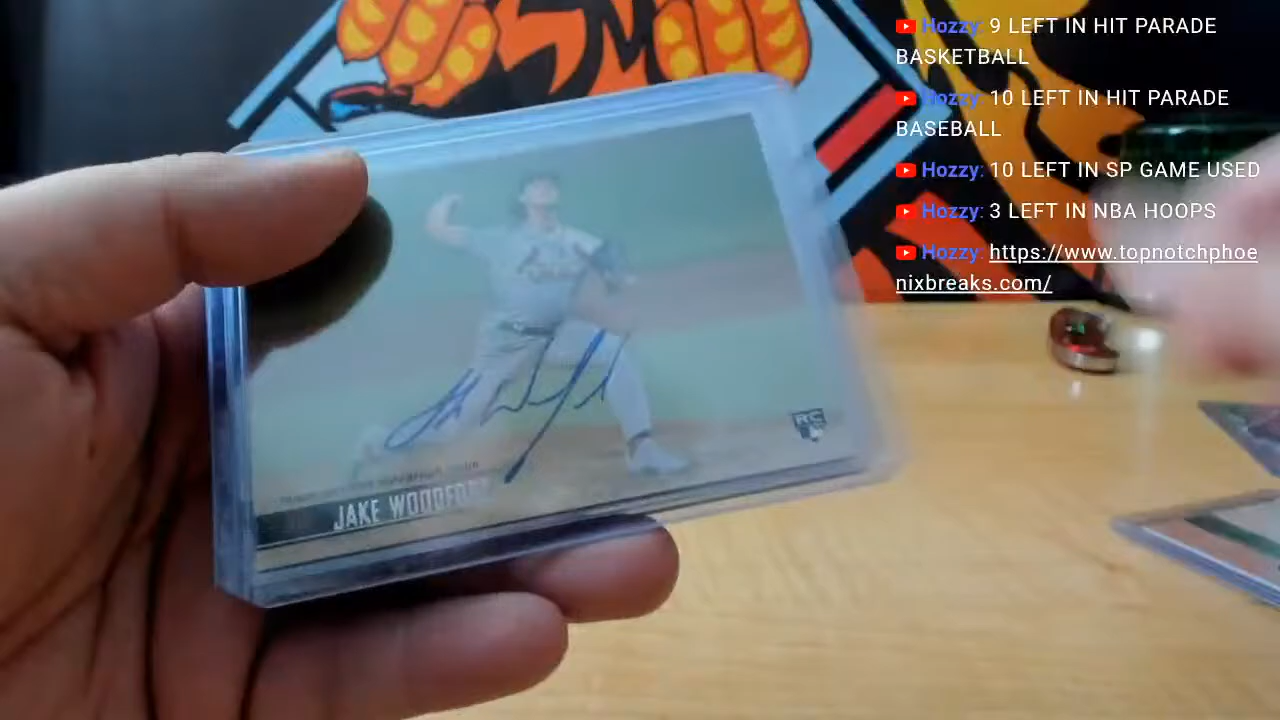 Hozzy: 9 LEFT IN HIT PARADE
BASKETBALL
Hozzy: 10 LEFT IN HIT PARADE
BASEBALL
Hozzy: 10 LEFT IN SP GAME USED
Hozzy: 3 LEFT IN NBA HOOPS
Hozzy: https://www.topnotchphoe
nixbreaks.com/
RC
JAKE WOODFORD